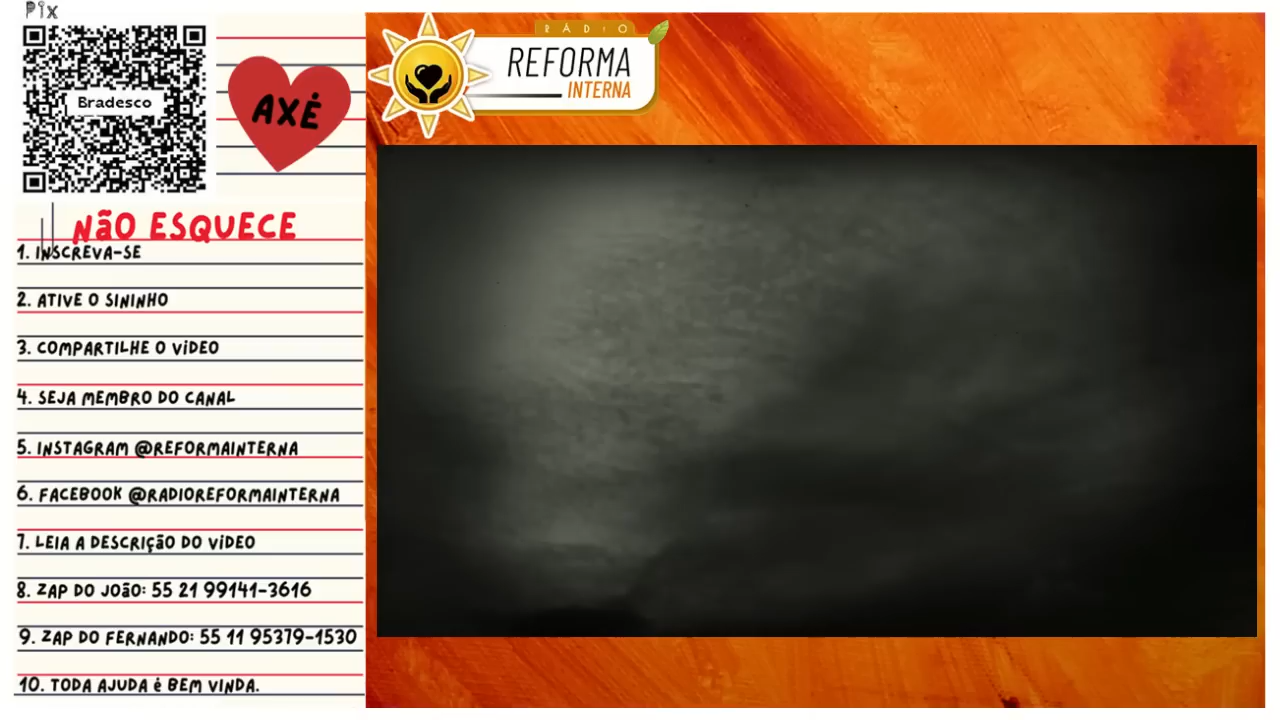 Pix
Bradesco
AXÉ
NÃO ESQUECE
1. INSCREVA-SE
2. ATIVE O SININHO
3. COMPARTILHE O VÍDEO
4. SEJA MEMBRO DO CANAL
5. INSTAGRAM @REFORMAINTERNA
6. FACEBOOK @RADIOREFORMAINTERNA
7. LEIA A DESCRIÇÃO DO VÍDEO
8. ZAP DO JOÃO: 55 21 99141-3616
9. ZAP DO FERNANDO: 55 11 95379-1530
10. TODA AJUDA É BEM VINDA.
RÁDIO
REFORMA
INTERNA